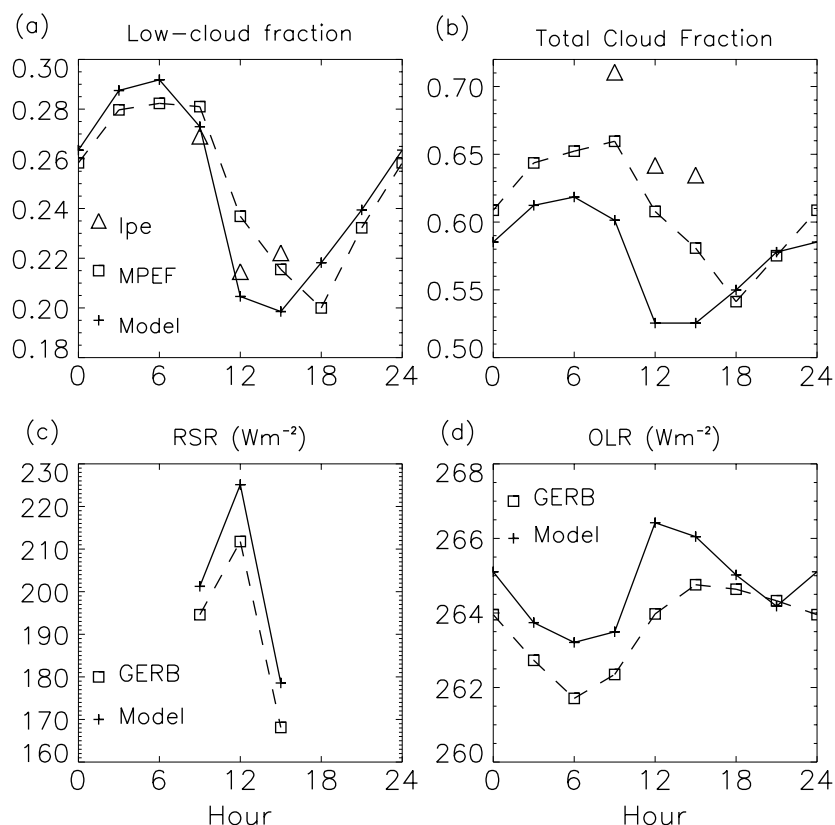 (a) Low-cloud fraction
0.30
0.28
0.26
0.24
0.22
0.20
0.18
Ipe
MPEF
Model
0 6 12 18 24
(b) Total Cloud Fraction
0.70
0.65
0.60
0.55
0.50
0 6 12 18 24
(c) RSR (Wm⁻²)
230
220
210
200
190
180
170
160
GERB
Model
0 6 12 18 24
Hour
(d) OLR (Wm⁻²)
268
266
264
262
260
GERB
Model
0 6 12 18 24
Hour